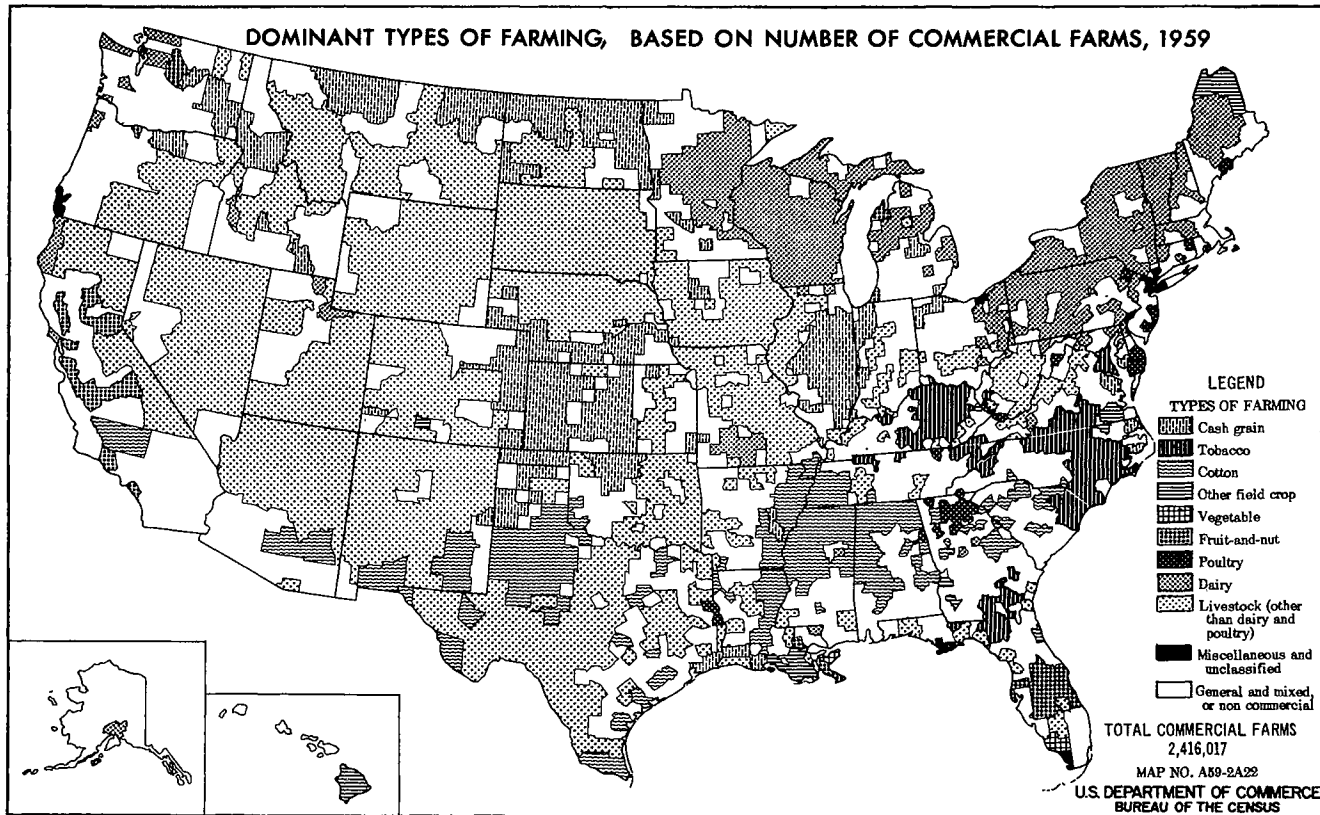 DOMINANT TYPES OF FARMING, BASED ON NUMBER OF COMMERCIAL FARMS, 1959
LEGEND
TYPES OF FARMING
Cash grain
Tobacco
Cotton
Other field crop
Vegetable
Fruit-and-nut
Poultry
Dairy
Livestock (other
than dairy and
poultry)
Miscellaneous and
unclassified
General and mixed,
or non commercial
TOTAL COMMERCIAL FARMS
2,416,017
MAP NO. A59-2A22
U.S. DEPARTMENT OF COMMERCE
BUREAU OF THE CENSUS